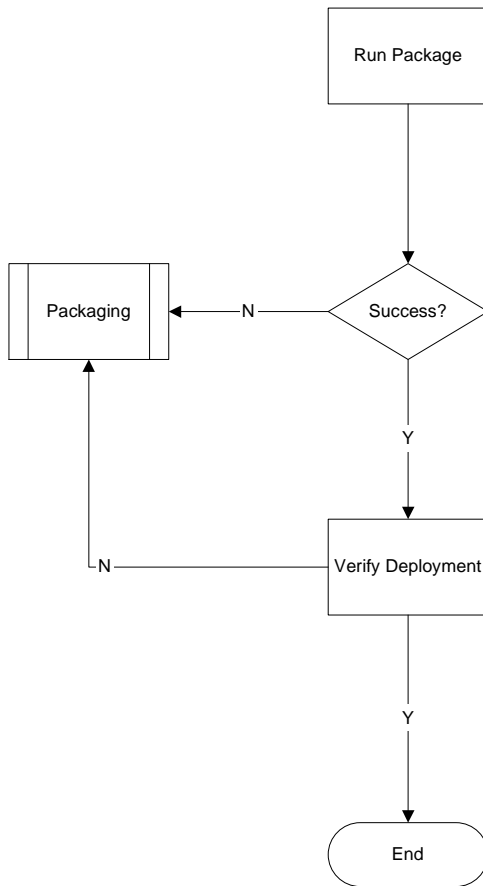 Run Package
Packaging
N
Success?
Y
Verify Deployment
N
Y
End